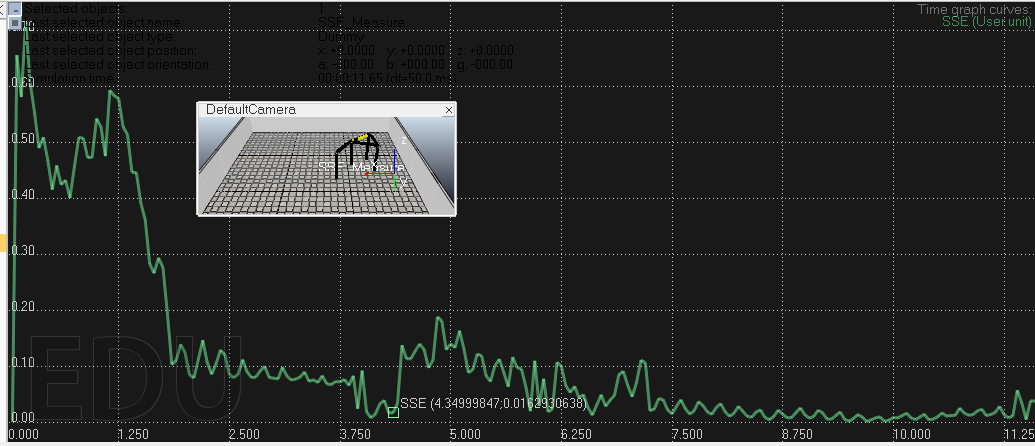 Selected objects: 1
Last selected object name: SSE_Measure
Last selected object type: Dummy
Last selected object position: x: +0.0000 y: +0.0000 z: +0.0000
Last selected object orientation: a: -000.00 b: +000.00 g: -000.00
Simulation time: 00:00:11.65 (dt=50.0 ms)
Time graph curves:
SSE (User unit)
DefaultCamera
z
SSE_Measure
0.60
0.50
0.40
0.30
0.20
0.10
0.00
EDU
SSE (4.34999847;0.0162930638)
0.000 1.250 2.500 3.750 5.000 6.250 7.500 8.750 10.000 11.25